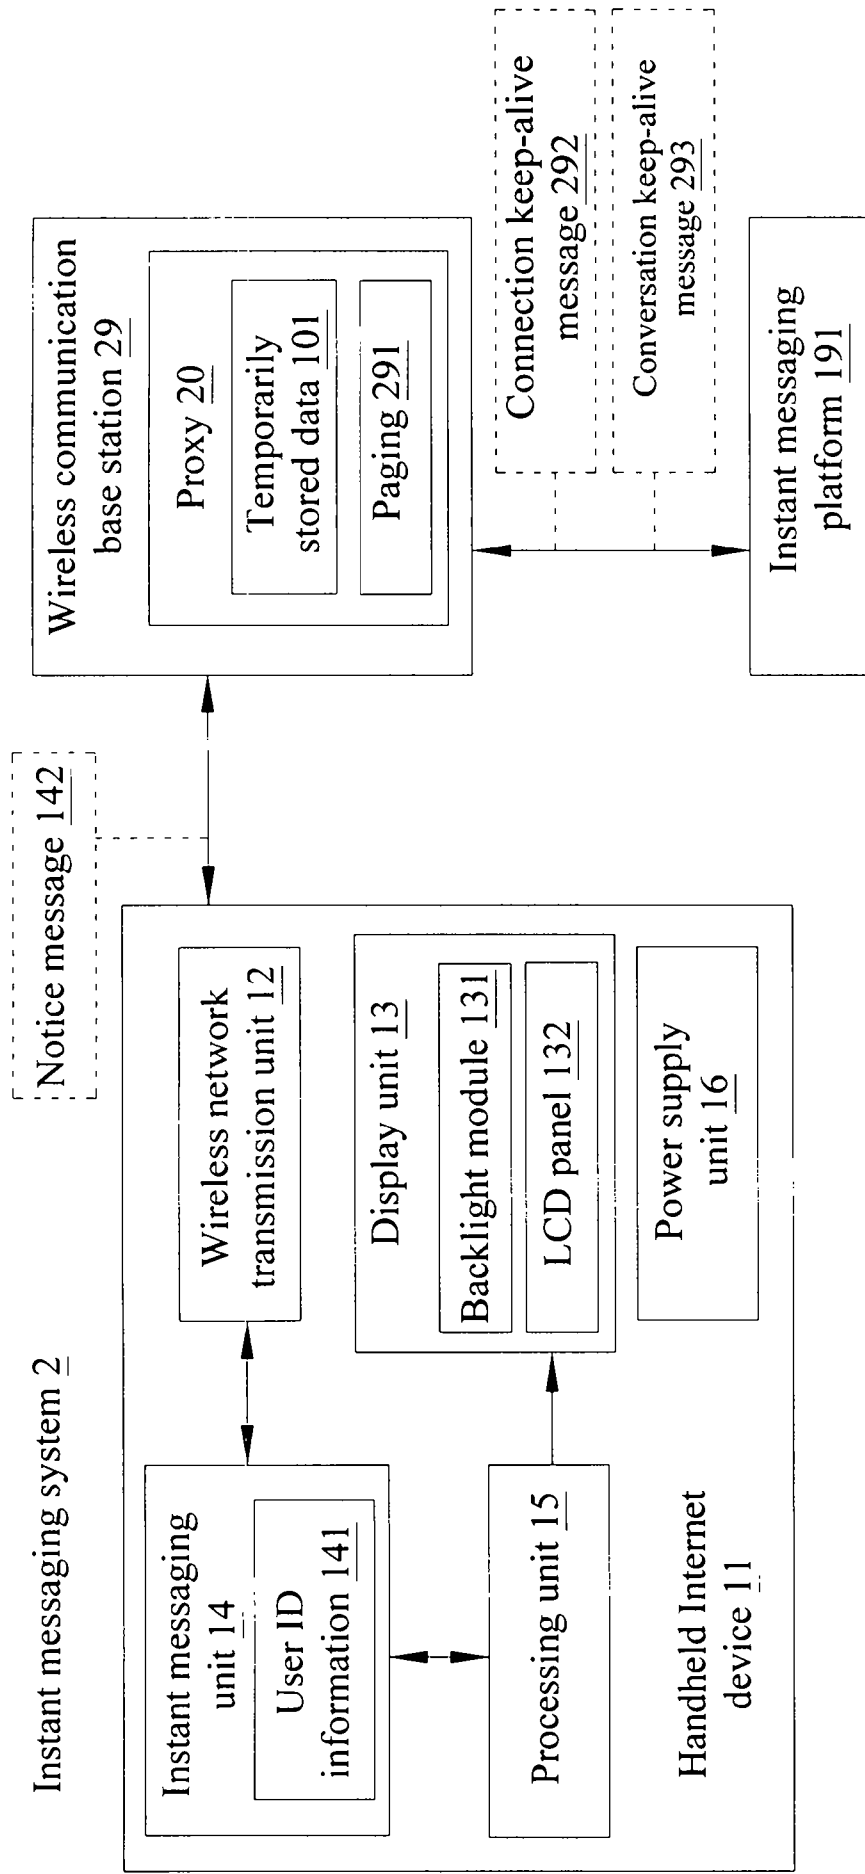 Instant messaging system 2
Notice message 142
Instant messaging
unit 14
User ID
information 141
Wireless network
transmission unit 12
Processing unit 15
Display unit 13
Backlight module 131
LCD panel 132
Power supply
unit 16
Handheld Internet
device 11
Wireless communication
base station 29
Proxy 20
Temporarily
stored data 101
Paging 291
Connection keep-alive
message 292
Conversation keep-alive
message 293
Instant messaging
platform 191